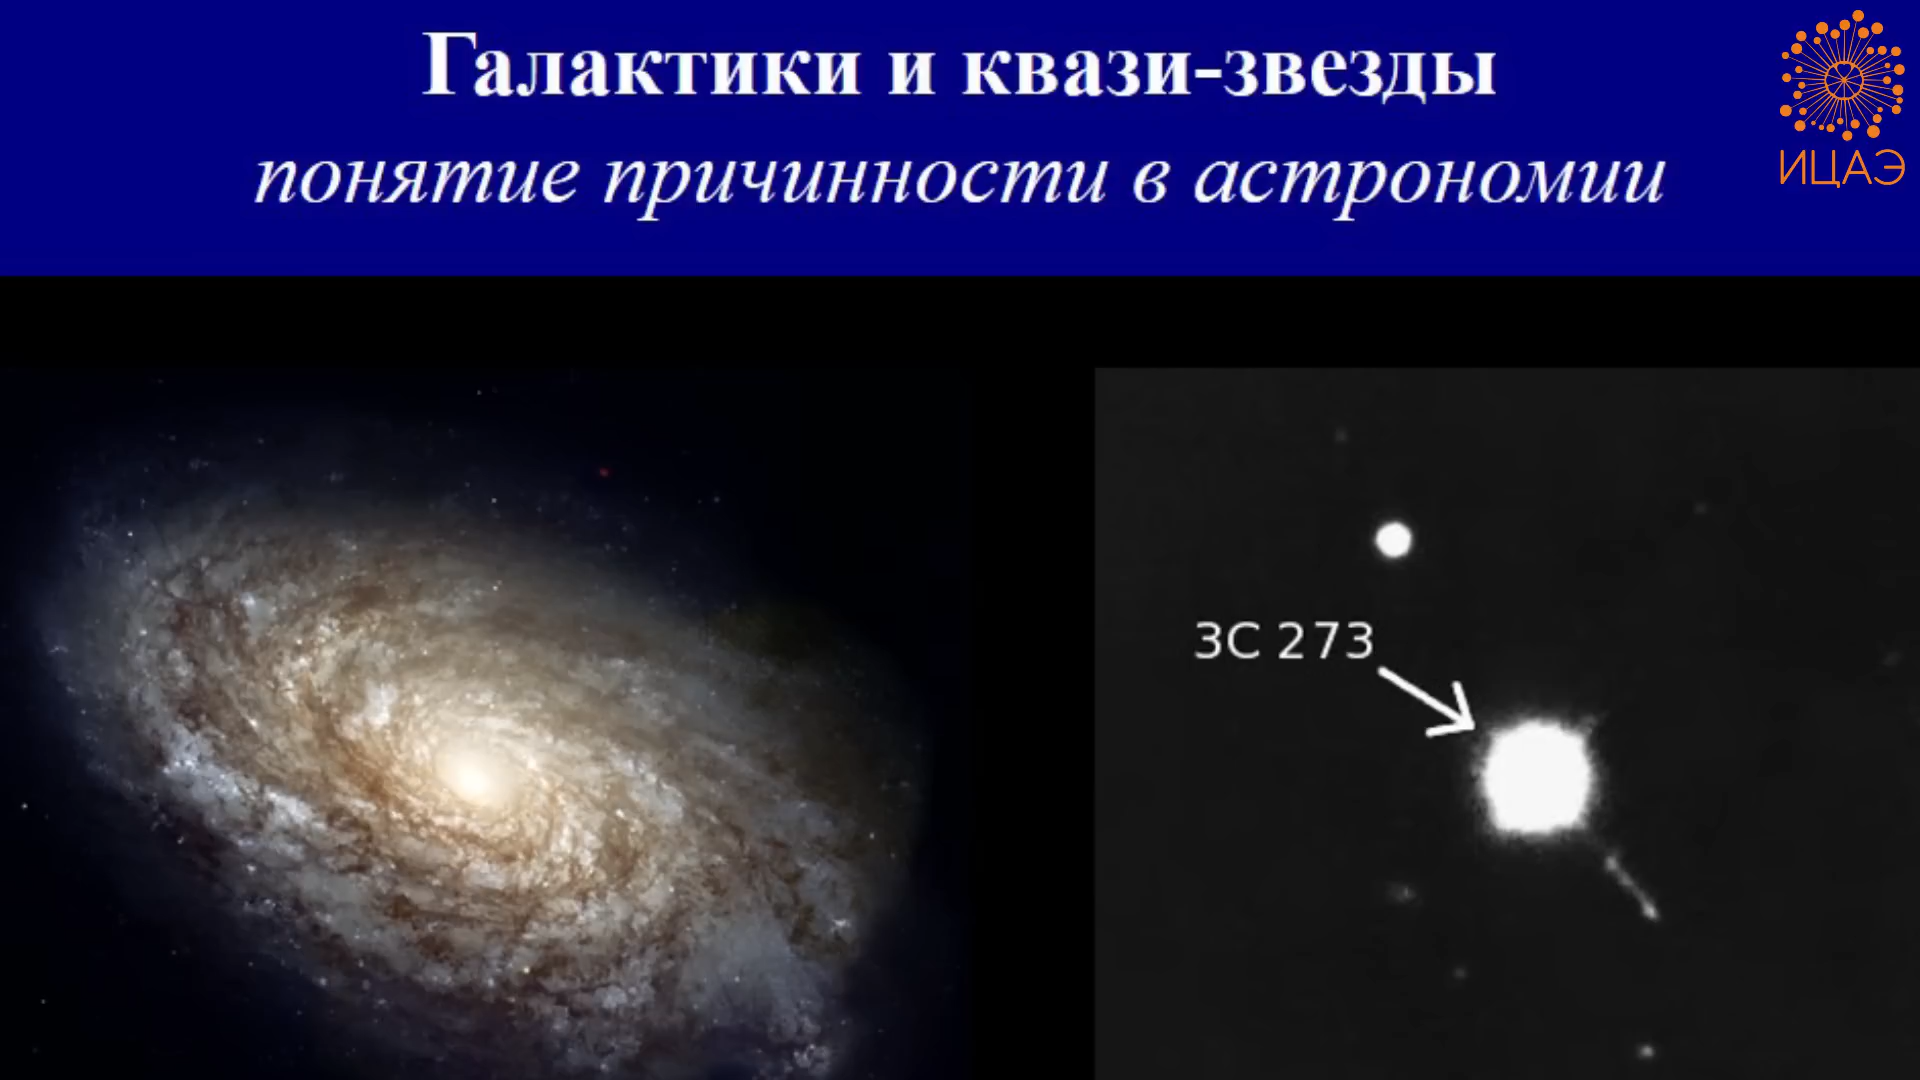 Галактики и квази-звезды
понятие причинности в астрономии
ИЦАЭ
3C 273